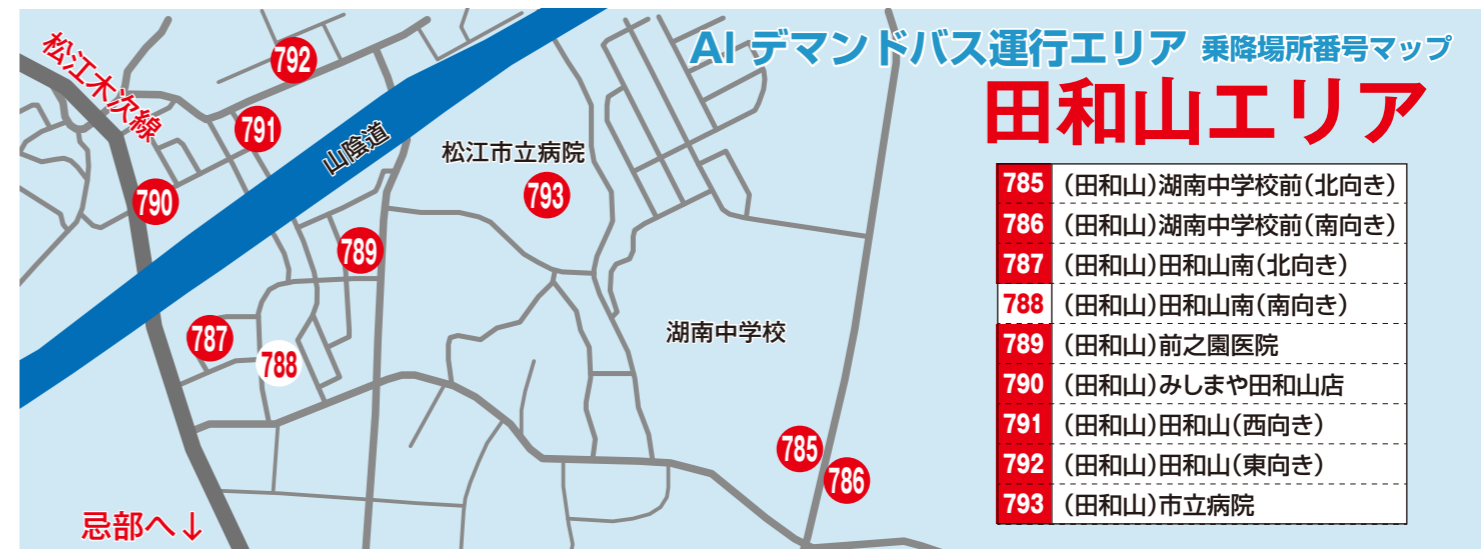 AI デマンドバス運行エリア 乗降場所番号マップ
田和山エリア
785 (田和山)湖南中学校前(北向き)
786 (田和山)湖南中学校前(南向き)
787 (田和山)田和山南(北向き)
788 (田和山)田和山南(南向き)
789 (田和山)前之園医院
790 (田和山)みしまや田和山店
791 (田和山)田和山(西向き)
792 (田和山)田和山(東向き)
793 (田和山)市立病院
松江木次線
792
791
山陰道
松江市立病院
793
790
789
787
788
湖南中学校
785
786
忌部へ↓